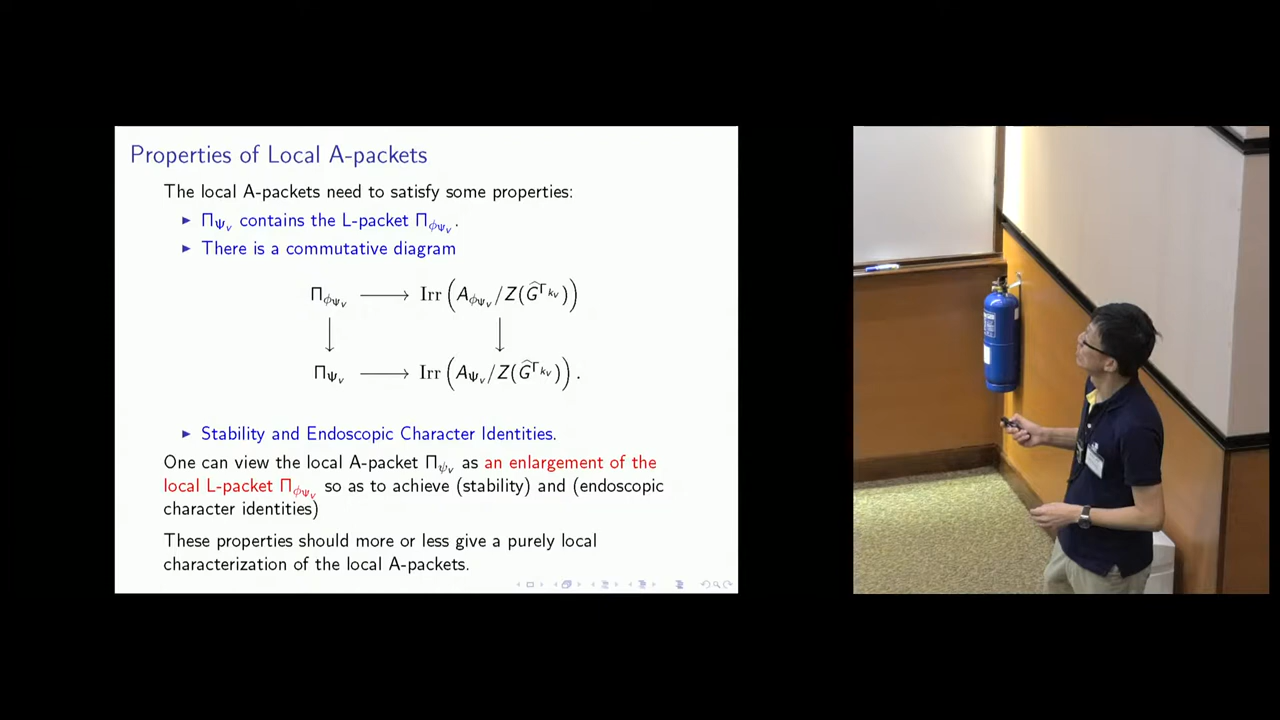 Properties of Local A-packets
The local A-packets need to satisfy some properties:
▶ Π_{Ψ_v} contains the L-packet Π_{φ_{Ψ_v}}.
▶ There is a commutative diagram
Π_{φ_{Ψ_v}} ⟶ Irr(A_{φ_{Ψ_v}}/Z(Ĝ^{Γ_{k_v}}))
↓ ↓
Π_{Ψ_v} ⟶ Irr(A_{Ψ_v}/Z(Ĝ^{Γ_{k_v}})).
▶ Stability and Endoscopic Character Identities.
One can view the local A-packet Π_{ψ_v} as an enlargement of the
local L-packet Π_{φ_{Ψ_v}} so as to achieve (stability) and (endoscopic
character identities)
These properties should more or less give a purely local
characterization of the local A-packets.